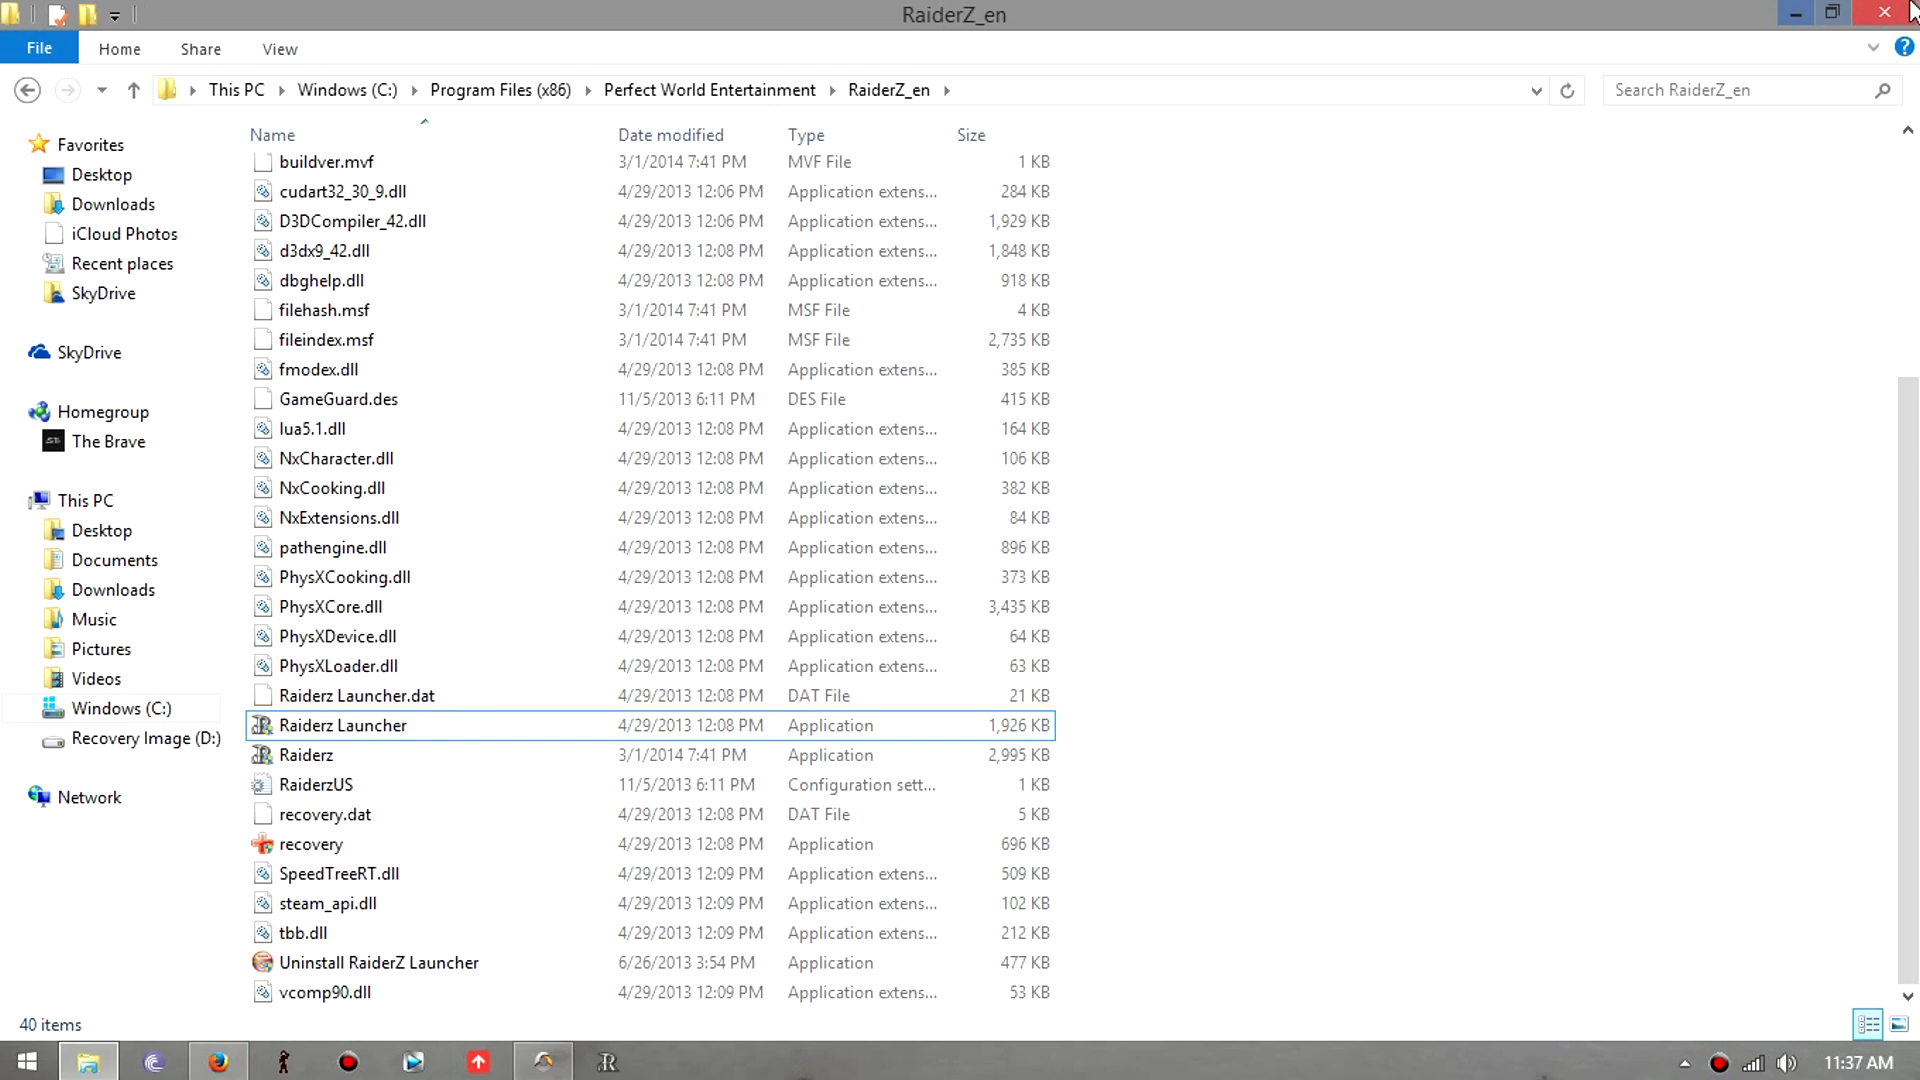 RaiderZ_en
File Home Share View
This PC Windows (C:) Program Files (x86) Perfect World Entertainment RaiderZ_en Search RaiderZ_en
Name Date modified Type Size
buildver.mvf 3/1/2014 7:41 PM MVF File 1 KB
cudart32_30_9.dll 4/29/2013 12:06 PM Application extens... 284 KB
D3DCompiler_42.dll 4/29/2013 12:06 PM Application extens... 1,929 KB
d3dx9_42.dll 4/29/2013 12:08 PM Application extens... 1,848 KB
dbghelp.dll 4/29/2013 12:08 PM Application extens... 918 KB
filehash.msf 3/1/2014 7:41 PM MSF File 4 KB
fileindex.msf 3/1/2014 7:41 PM MSF File 2,735 KB
fmodex.dll 4/29/2013 12:08 PM Application extens... 385 KB
GameGuard.des 11/5/2013 6:11 PM DES File 415 KB
lua5.1.dll 4/29/2013 12:08 PM Application extens... 164 KB
NxCharacter.dll 4/29/2013 12:08 PM Application extens... 106 KB
NxCooking.dll 4/29/2013 12:08 PM Application extens... 382 KB
NxExtensions.dll 4/29/2013 12:08 PM Application extens... 84 KB
pathengine.dll 4/29/2013 12:08 PM Application extens... 896 KB
PhysXCooking.dll 4/29/2013 12:08 PM Application extens... 373 KB
PhysXCore.dll 4/29/2013 12:08 PM Application extens... 3,435 KB
PhysXDevice.dll 4/29/2013 12:08 PM Application extens... 64 KB
PhysXLoader.dll 4/29/2013 12:08 PM Application extens... 63 KB
Raiderz Launcher.dat 4/29/2013 12:08 PM DAT File 21 KB
Raiderz Launcher 4/29/2013 12:08 PM Application 1,926 KB
Raiderz 3/1/2014 7:41 PM Application 2,995 KB
RaiderzUS 11/5/2013 6:11 PM Configuration sett... 1 KB
recovery.dat 4/29/2013 12:08 PM DAT File 5 KB
recovery 4/29/2013 12:08 PM Application 696 KB
SpeedTreeRT.dll 4/29/2013 12:09 PM Application extens... 509 KB
steam_api.dll 4/29/2013 12:09 PM Application extens... 102 KB
tbb.dll 4/29/2013 12:09 PM Application extens... 212 KB
Uninstall RaiderZ Launcher 6/26/2013 3:54 PM Application 477 KB
vcomp90.dll 4/29/2013 12:09 PM Application extens... 53 KB
Favorites
Desktop
Downloads
iCloud Photos
Recent places
SkyDrive
SkyDrive
Homegroup
The Brave
This PC
Desktop
Documents
Downloads
Music
Pictures
Videos
Windows (C:)
Recovery Image (D:)
Network
40 items
11:37 AM